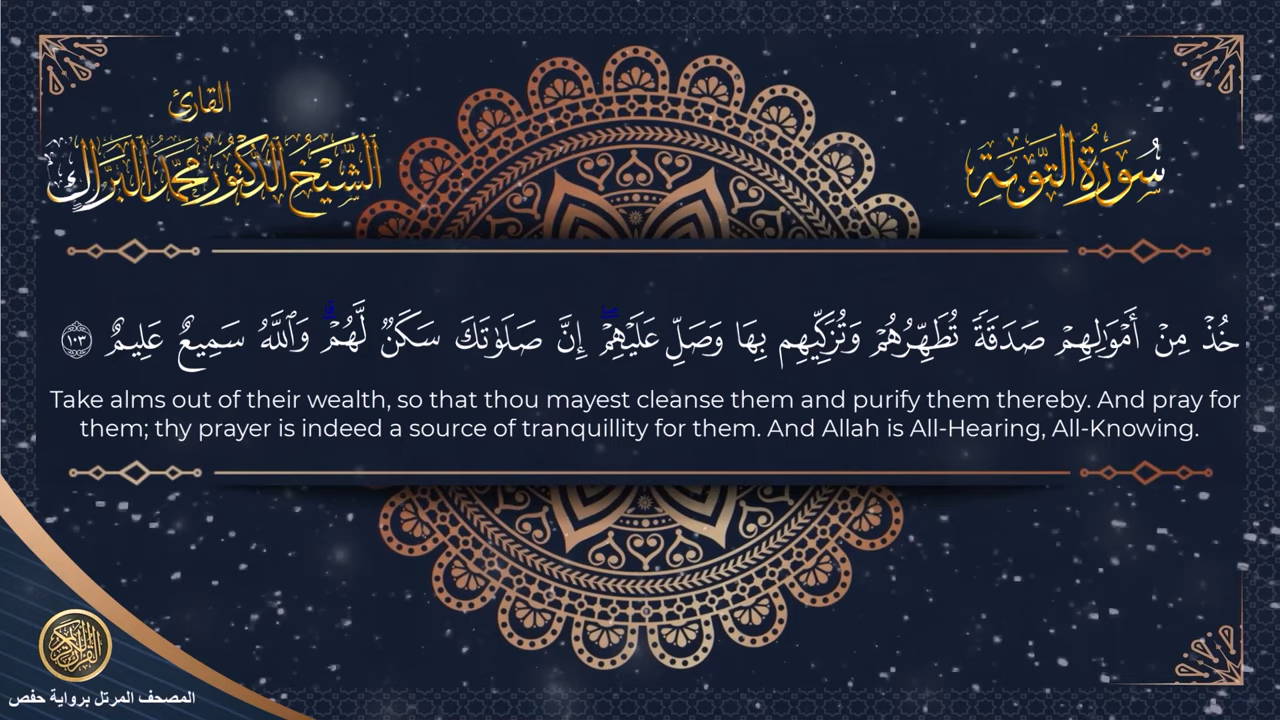 القارئ
الشيخ الدكتور محمد البراك
سورة التوبة
خُذْ مِنْ أَمْوَٰلِهِمْ صَدَقَةً تُطَهِّرُهُمْ وَتُزَكِّيهِم بِهَا وَصَلِّ عَلَيْهِمْ ۖ إِنَّ صَلَوٰتَكَ سَكَنٌ لَّهُمْ ۗ وَٱللَّهُ سَمِيعٌ عَلِيمٌ ١٠٣
Take alms out of their wealth, so that thou mayest cleanse them and purify them thereby. And pray for
them; thy prayer is indeed a source of tranquillity for them. And Allah is All-Hearing, All-Knowing.
القرآن الكريم
المصحف المرتل برواية حفص